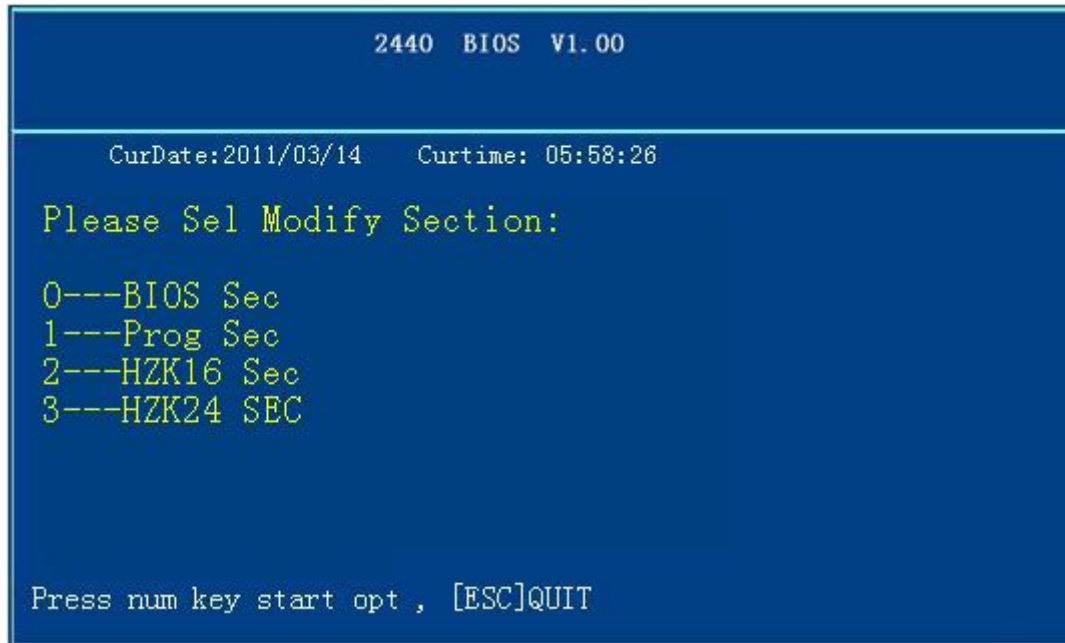 2440 BIOS V1.00
CurDate:2011/03/14 Curtime: 05:58:26
Please Sel Modify Section:
0---BIOS Sec
1---Prog Sec
2---HZK16 Sec
3---HZK24 SEC
Press num key start opt , [ESC]QUIT